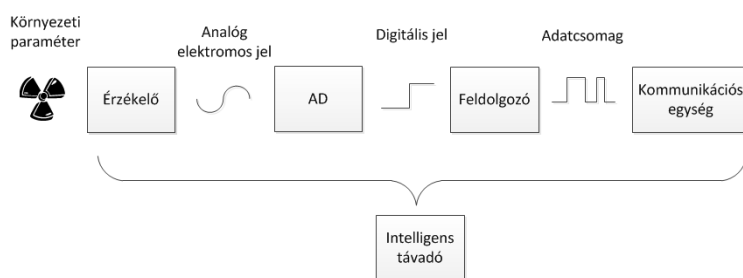 Környezeti
paraméter
Analóg
elektromos jel
Digitális jel
Adatcsomag
Érzékelő
AD
Feldolgozó
Kommunikációs
egység
Intelligens
távadó